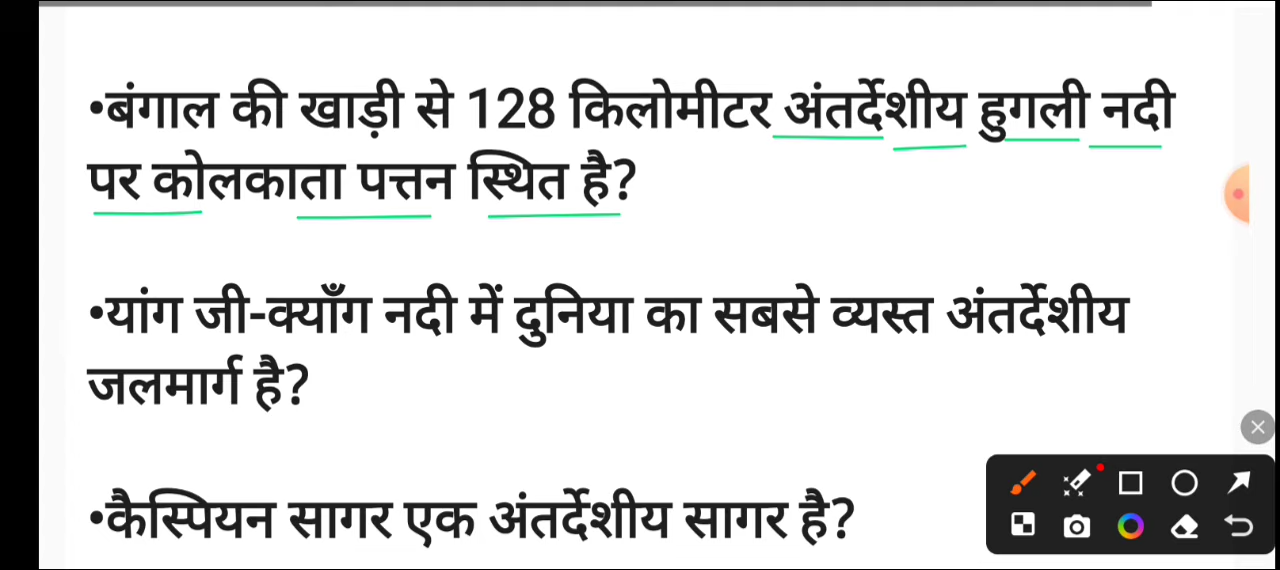 •बंगाल की खाड़ी से 128 किलोमीटर अंतर्देशीय हुगली नदी
पर कोलकाता पत्तन स्थित है?
•यांग जी-क्याँग नदी में दुनिया का सबसे व्यस्त अंतर्देशीय
जलमार्ग है?
•कैस्पियन सागर एक अंतर्देशीय सागर है?